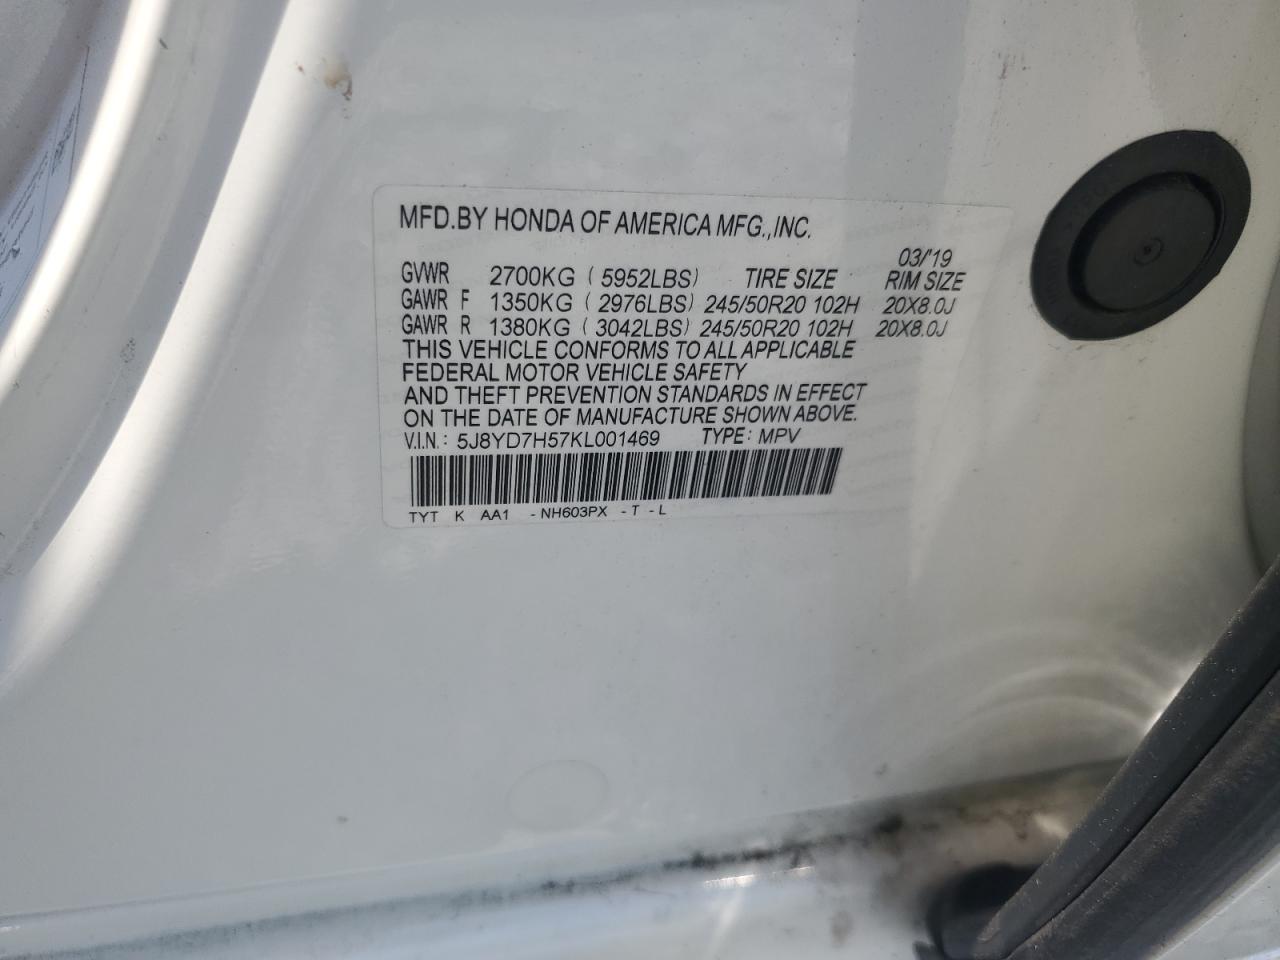 MFD.BY HONDA OF AMERICA MFG.,INC.
03/'19
GVWR 2700KG (5952LBS) TIRE SIZE RIM SIZE
GAWR F 1350KG (2976LBS) 245/50R20 102H 20X8.0J
GAWR R 1380KG (3042LBS) 245/50R20 102H 20X8.0J
THIS VEHICLE CONFORMS TO ALL APPLICABLE
FEDERAL MOTOR VEHICLE SAFETY
AND THEFT PREVENTION STANDARDS IN EFFECT
ON THE DATE OF MANUFACTURE SHOWN ABOVE.
V.I.N.: 5J8YD7H57KL001469 TYPE: MPV
TYT K AA1 -NH603PX -T -L